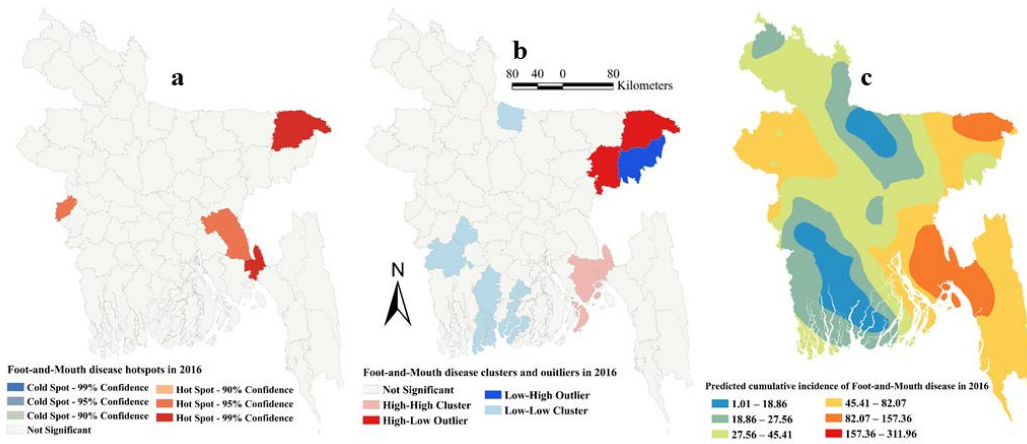 a
b
c
80 40 0 80
Kilometers
N
Foot-and-Mouth disease hotspots in 2016
Cold Spot - 99% Confidence
Cold Spot - 95% Confidence
Cold Spot - 90% Confidence
Not Significant
Hot Spot - 90% Confidence
Hot Spot - 95% Confidence
Hot Spot - 99% Confidence
Foot-and-Mouth disease clusters and ouitliers in 2016
Not Significant
High-High Cluster
High-Low Outlier
Low-High Outlier
Low-Low Cluster
Predicted cumulative incidence of Foot-and-Mouth disease in 2016
1.01 – 18.86
18.86 – 27.56
27.56 – 45.41
45.41 – 82.07
82.07 – 157.36
157.36 – 311.96